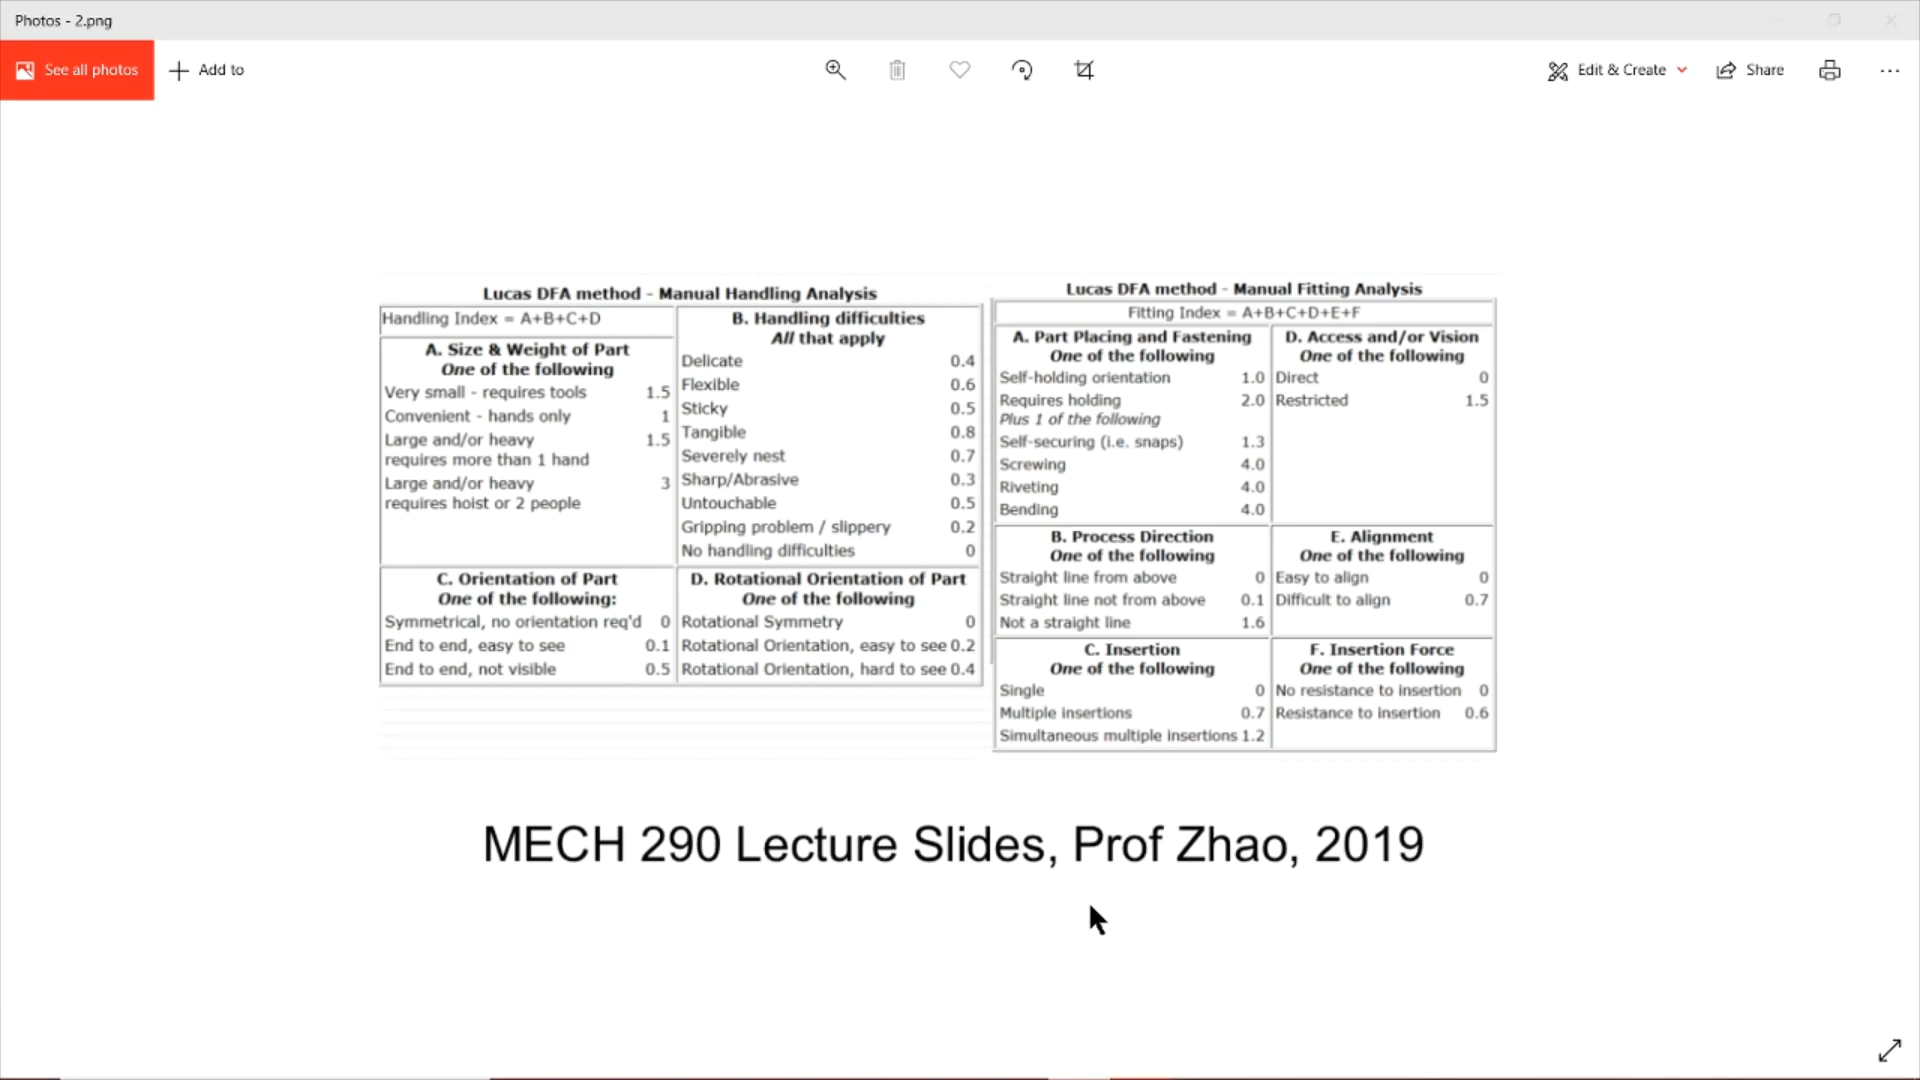 Photos - 2.png
See all photos
Add to
Edit & Create
Share
Lucas DFA method - Manual Handling Analysis
Handling Index = A+B+C+D
A. Size & Weight of Part
One of the following
Very small - requires tools 1.5
Convenient - hands only 1
Large and/or heavy 1.5
requires more than 1 hand
Large and/or heavy 3
requires hoist or 2 people
B. Handling difficulties
All that apply
Delicate 0.4
Flexible 0.6
Sticky 0.5
Tangible 0.8
Severely nest 0.7
Sharp/Abrasive 0.3
Untouchable 0.5
Gripping problem / slippery 0.2
No handling difficulties 0
C. Orientation of Part
One of the following:
Symmetrical, no orientation req'd 0
End to end, easy to see 0.1
End to end, not visible 0.5
D. Rotational Orientation of Part
One of the following
Rotational Symmetry 0
Rotational Orientation, easy to see 0.2
Rotational Orientation, hard to see 0.4
Lucas DFA method - Manual Fitting Analysis
Fitting Index = A+B+C+D+E+F
A. Part Placing and Fastening
One of the following
Self-holding orientation 1.0
Requires holding 2.0
Plus 1 of the following
Self-securing (i.e. snaps) 1.3
Screwing 4.0
Riveting 4.0
Bending 4.0
D. Access and/or Vision
One of the following
Direct 0
Restricted 1.5
B. Process Direction
One of the following
Straight line from above 0
Straight line not from above 0.1
Not a straight line 1.6
E. Alignment
One of the following
Easy to align 0
Difficult to align 0.7
C. Insertion
One of the following
Single 0
Multiple insertions 0.7
Simultaneous multiple insertions 1.2
F. Insertion Force
One of the following
No resistance to insertion 0
Resistance to insertion 0.6
MECH 290 Lecture Slides, Prof Zhao, 2019